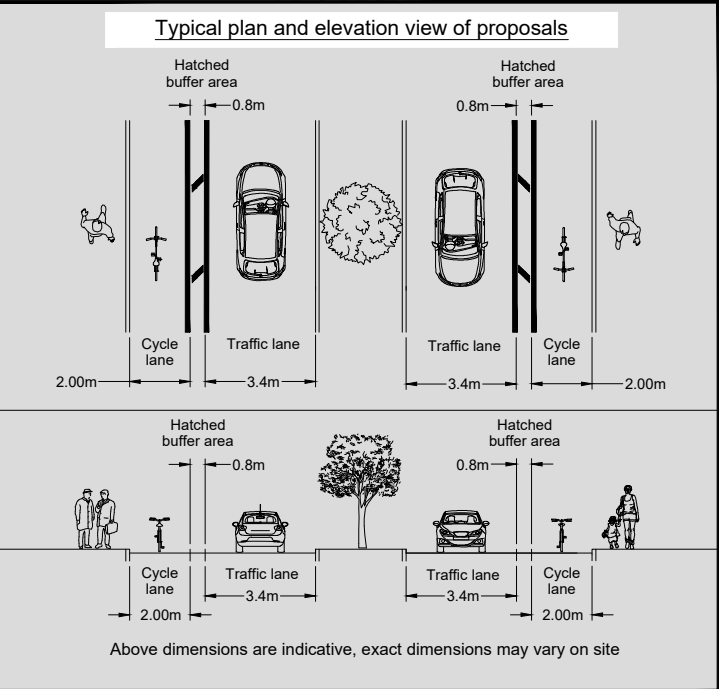 Typical plan and elevation view of proposals
Hatched
buffer area
0.8m
Hatched
buffer area
0.8m
Cycle
lane
Traffic lane
Traffic lane
Cycle
lane
2.00m
3.4m
3.4m
2.00m
Hatched
buffer area
0.8m
Hatched
buffer area
0.8m
Cycle
lane
Traffic lane
Traffic lane
Cycle
lane
2.00m
3.4m
3.4m
2.00m
Above dimensions are indicative, exact dimensions may vary on site